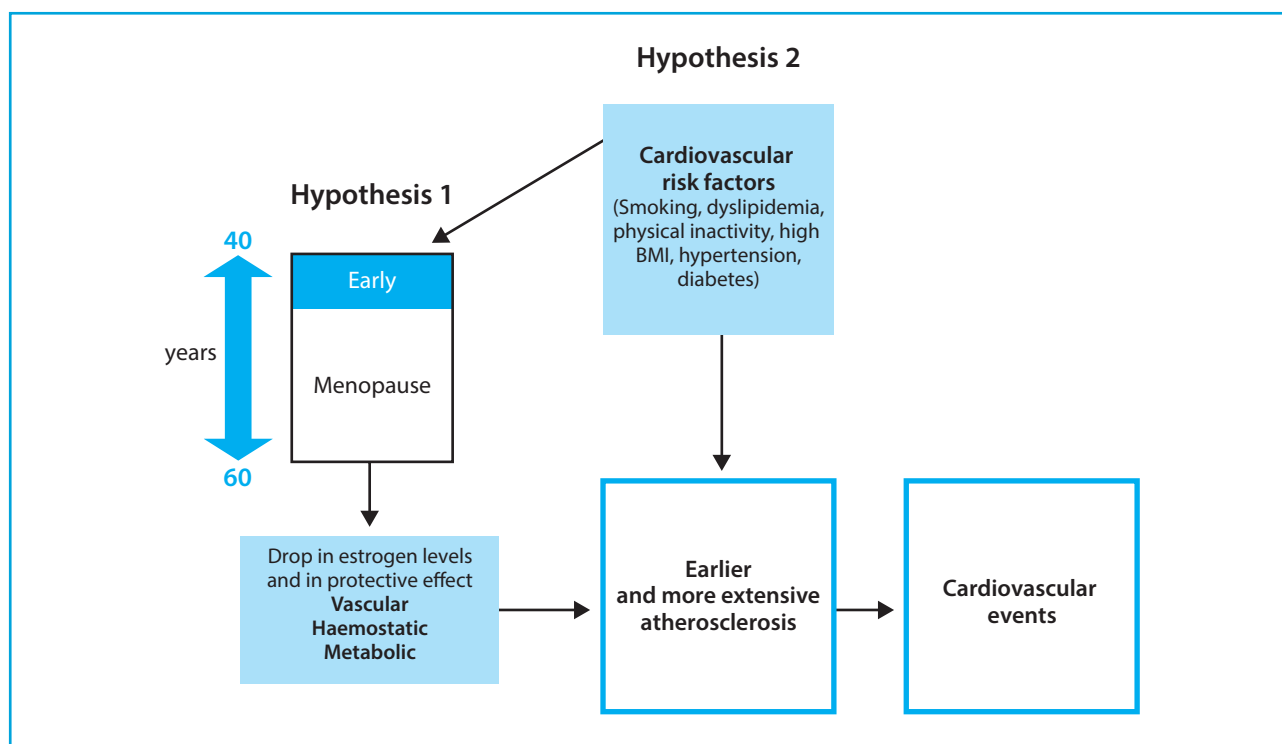 Hypothesis 2
Cardiovascular
risk factors
(Smoking, dyslipidemia,
physical inactivity, high
BMI, hypertension,
diabetes)
Hypothesis 1
40
years
60
Early
Menopause
Drop in estrogen levels
and in protective effect
Vascular
Haemostatic
Metabolic
Earlier
and more extensive
atherosclerosis
Cardiovascular
events